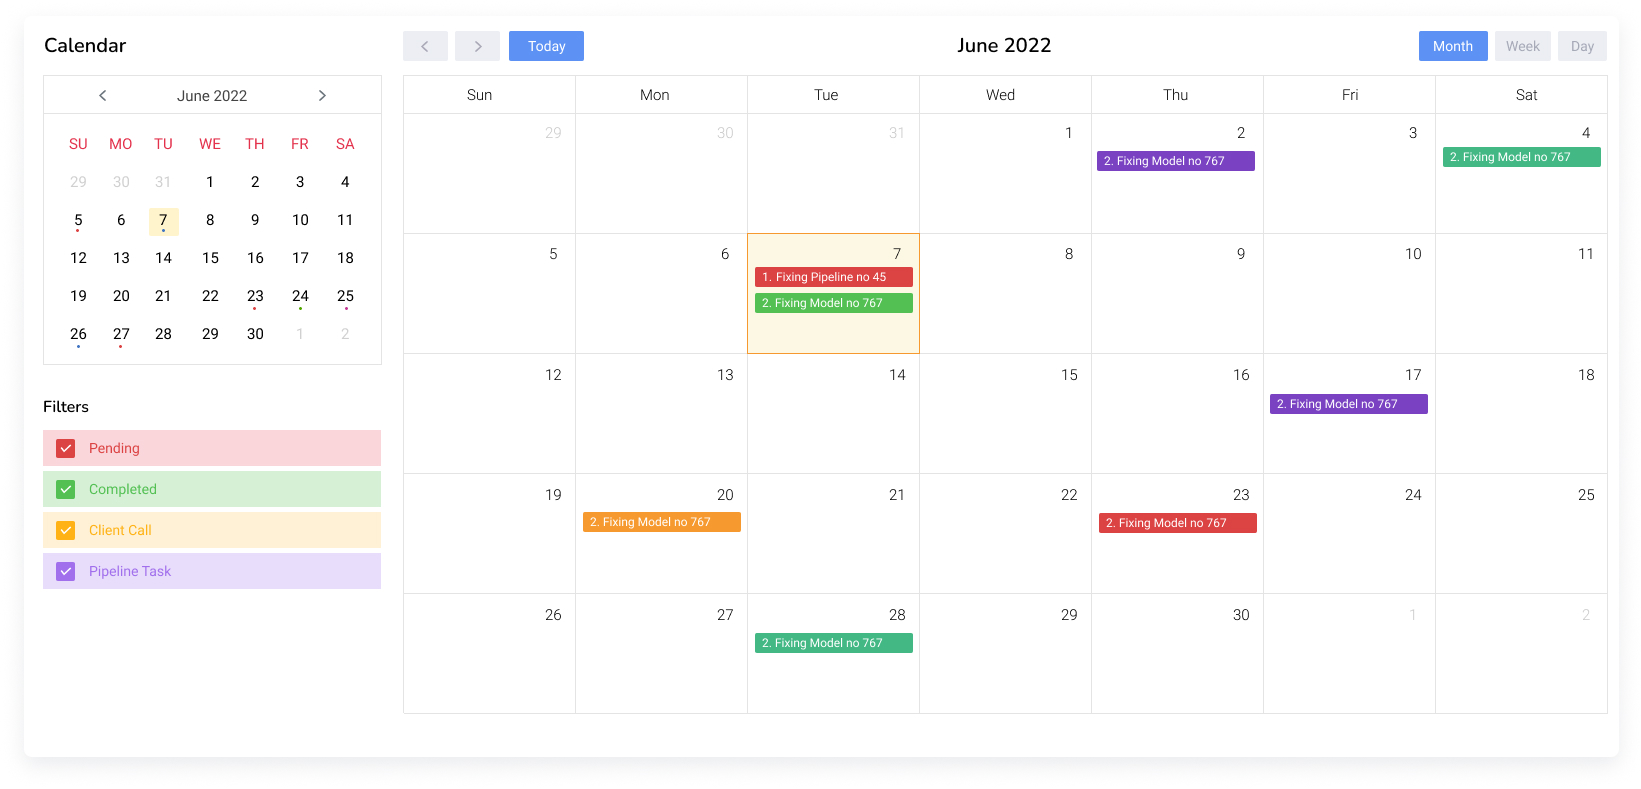 Calendar
June 2022
SU MO TU WE TH FR SA
29 30 31 1 2 3 4
5 6 7 8 9 10 11
12 13 14 15 16 17 18
19 20 21 22 23 24 25
26 27 28 29 30 1 2
Filters
Pending
Completed
Client Call
Pipeline Task
Today
June 2022
Month Week Day
Sun Mon Tue Wed Thu Fri Sat
29 30 31 1 2 3 4
2. Fixing Model no 767
2. Fixing Model no 767
5 6 7 8 9 10 11
1. Fixing Pipeline no 45
2. Fixing Model no 767
12 13 14 15 16 17 18
2. Fixing Model no 767
19 20 21 22 23 24 25
2. Fixing Model no 767
2. Fixing Model no 767
26 27 28 29 30 1 2
2. Fixing Model no 767